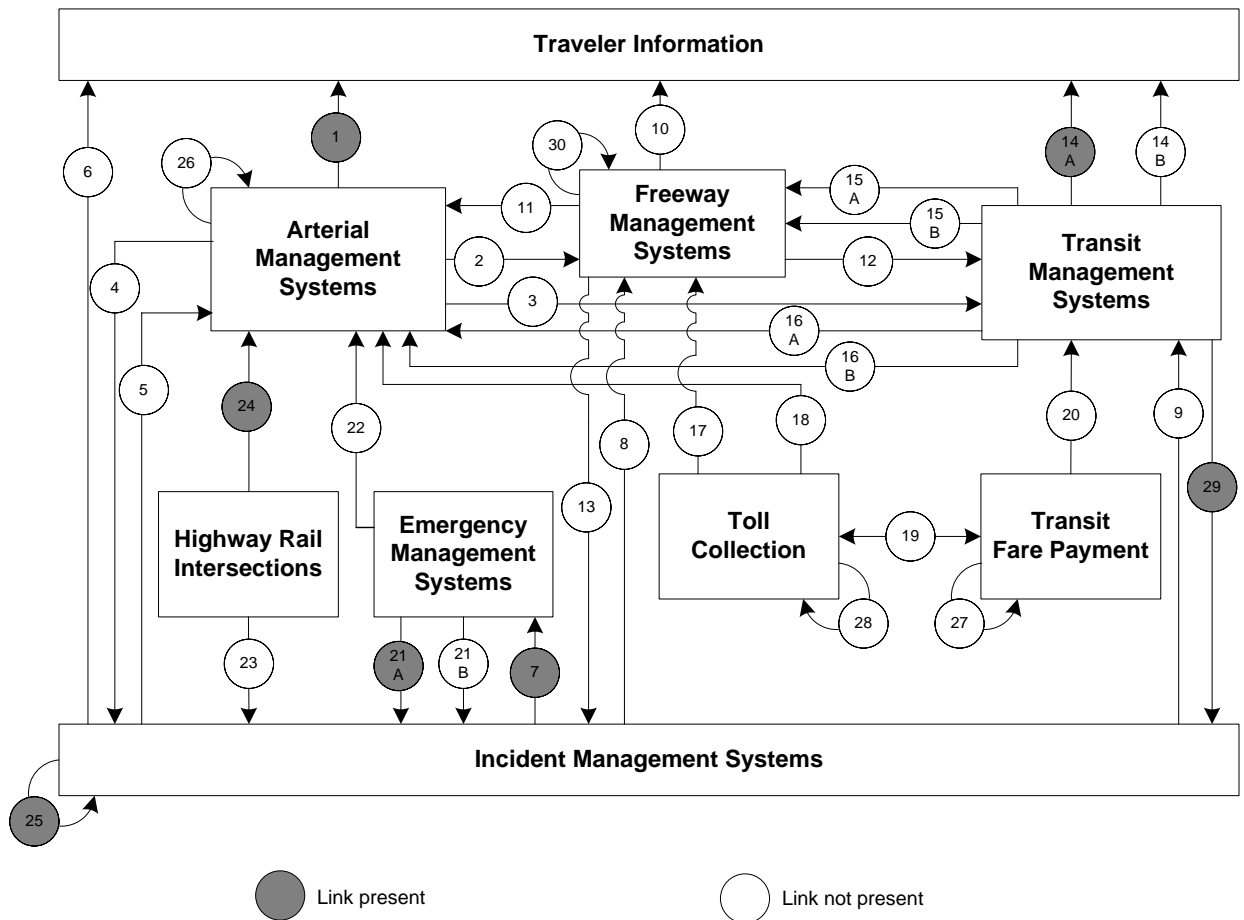 Traveler Information
1
10
14
A
14
B
6
26
30
15
A
11
Freeway
Management
Systems
15
B
Arterial
Management
Systems
2
12
Transit
Management
Systems
4
3
16
A
16
B
5
24
22
8
17
18
20
9
29
13
Highway Rail
Intersections
Emergency
Management
Systems
Toll
Collection
19
Transit
Fare Payment
28
27
23
21
A
21
B
7
Incident Management Systems
25
Link present
Link not present